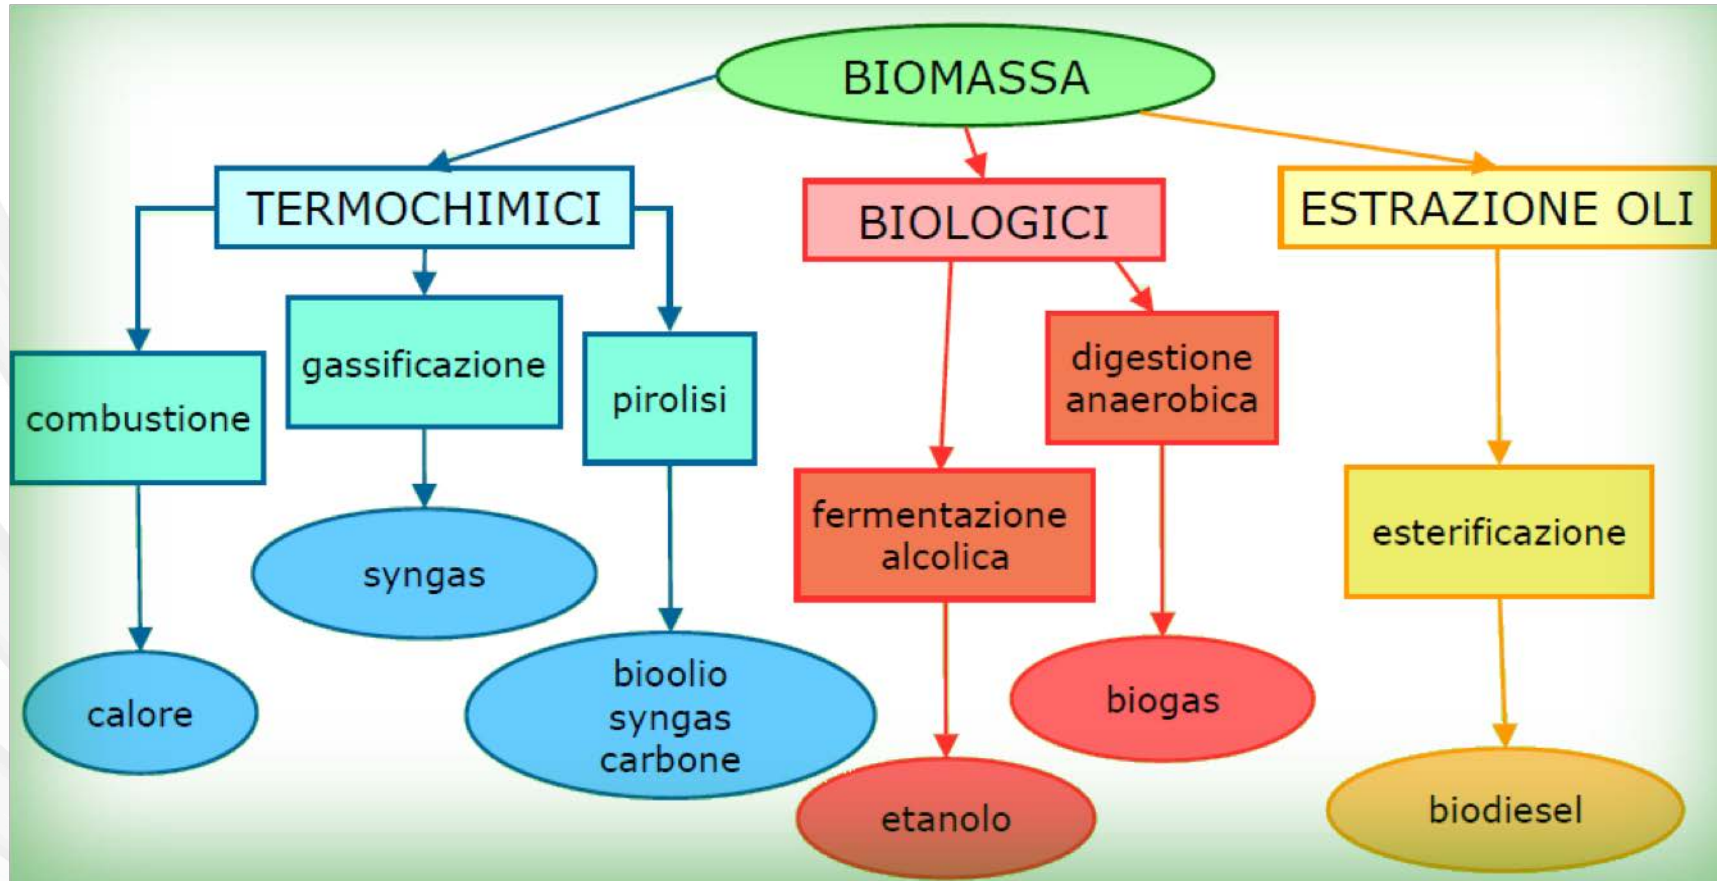 BIOMASSA
TERMOCHIMICI
BIOLOGICI
ESTRAZIONE OLI
combustione
gassificazione
pirolisi
fermentazione
alcolica
digestione
anaerobica
esterificazione
calore
syngas
bioolio
syngas
carbone
etanolo
biogas
biodiesel